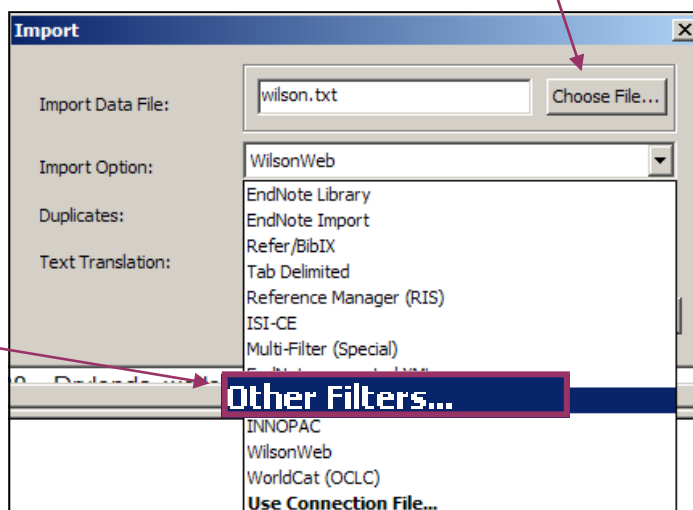 Import
Import Data File:
wilson.txt
Choose File...
Import Option:
WilsonWeb
Duplicates:
Text Translation:
EndNote Library
EndNote Import
Refer/BibIX
Tab Delimited
Reference Manager (RIS)
ISI-CE
Multi-Filter (Special)
Other Filters...
INNOPAC
WilsonWeb
WorldCat (OCLC)
Use Connection File...